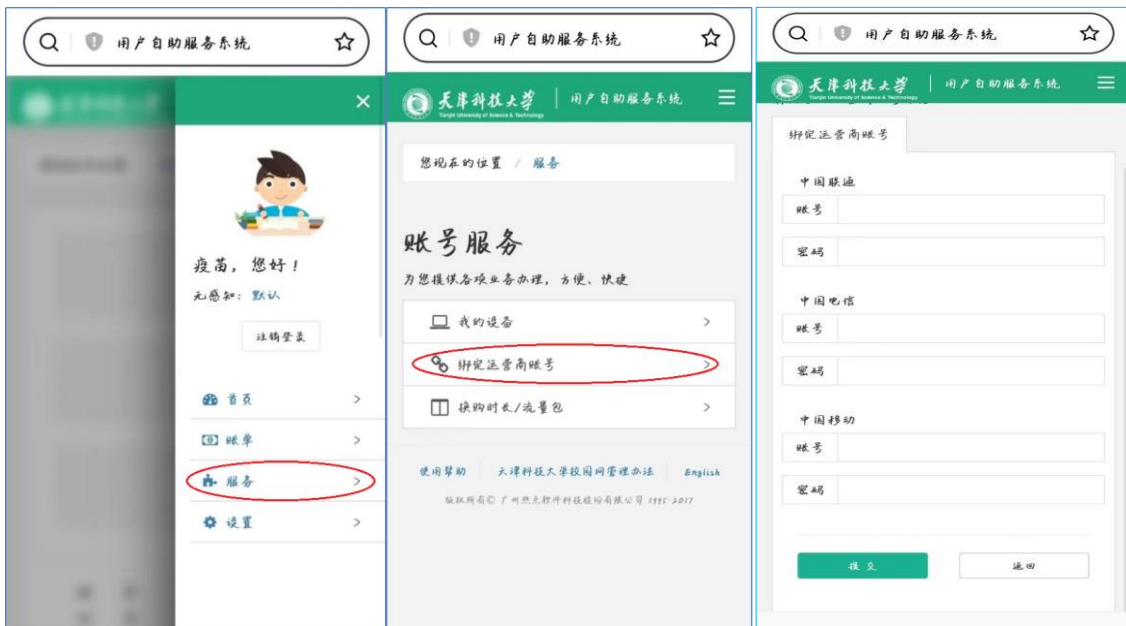 用户自助服务系统
疫苗，您好！
无感知：默认
注销登录
首页
账单
服务
设置
用户自助服务系统
天津科技大学 用户自助服务系统
Tianjin University of Science & Technology
您现在的位置 / 服务
账号服务
为您提供各项业务办理，方便、快捷
我的设备
绑定运营商账号
换购时长/流量包
使用帮助 天津科技大学校园网管理办法 English
版权所有© 广州热点软件科技股份有限公司 1995-2017
用户自助服务系统
天津科技大学 用户自助服务系统
Tianjin University of Science & Technology
绑定运营商账号
中国联通
账号
密码
中国电信
账号
密码
中国移动
账号
密码
提交 返回